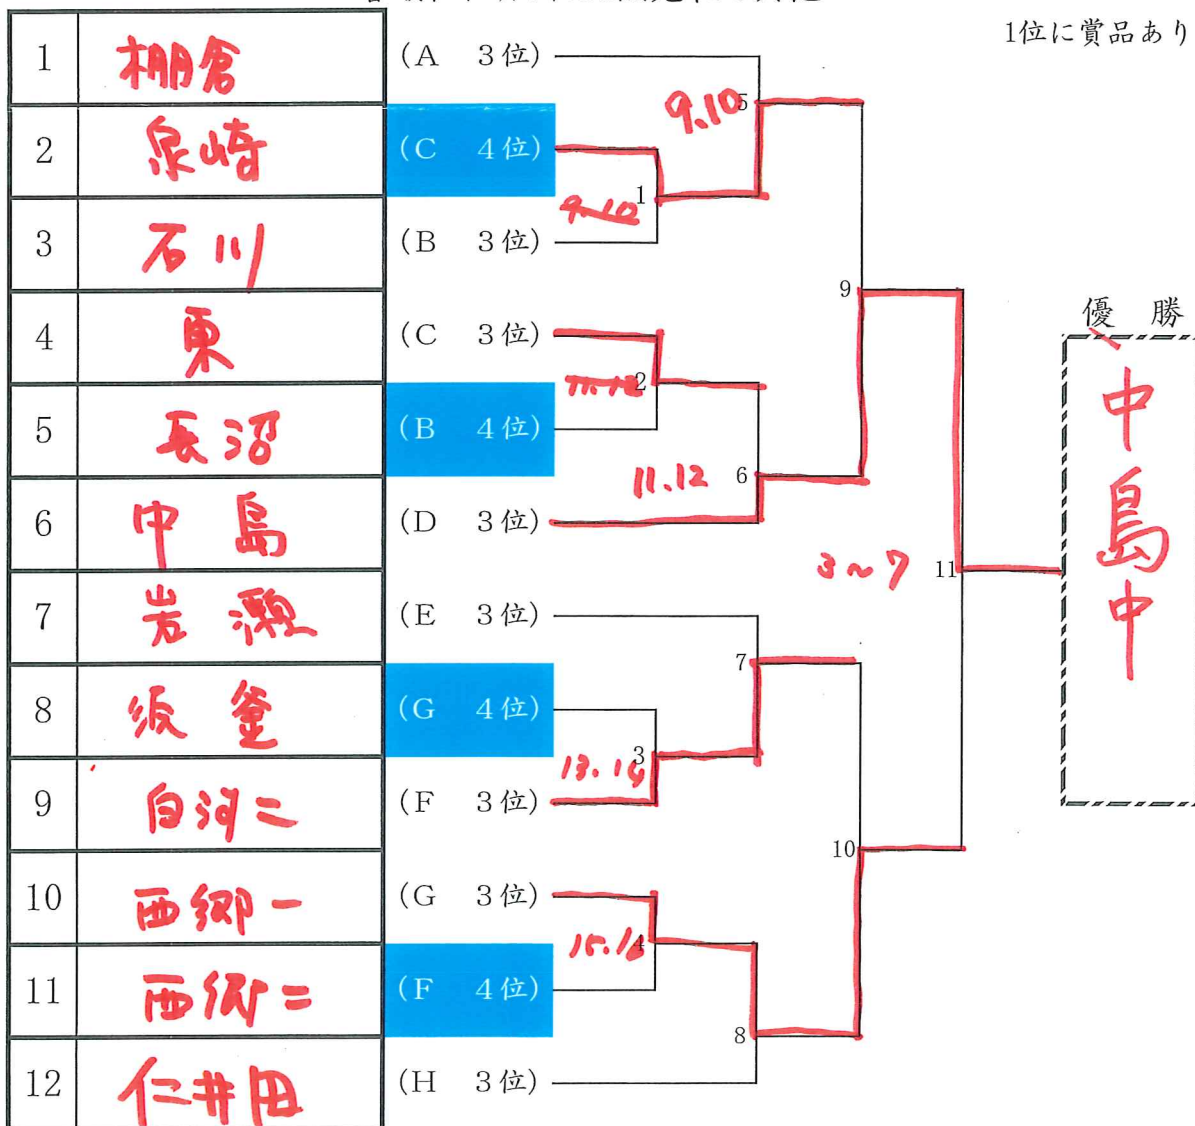 1位に賞品あり
1 棚倉 (A 3位)
2 泉崎 (C 4位)
3 石川 (B 3位)
4 東 (C 3位)
5 長沼 (B 4位)
6 中島 (D 3位)
7 岩瀬 (E 3位)
8 須釜 (G 4位)
9 白河二 (F 3位)
10 西郷一 (G 3位)
11 西郷二 (F 4位)
12 仁井田 (H 3位)
9.10
5
9.10
1
9
2
11.12
6
3~7
11
7
13.14
3
10
15.16
4
8
優勝
中島中